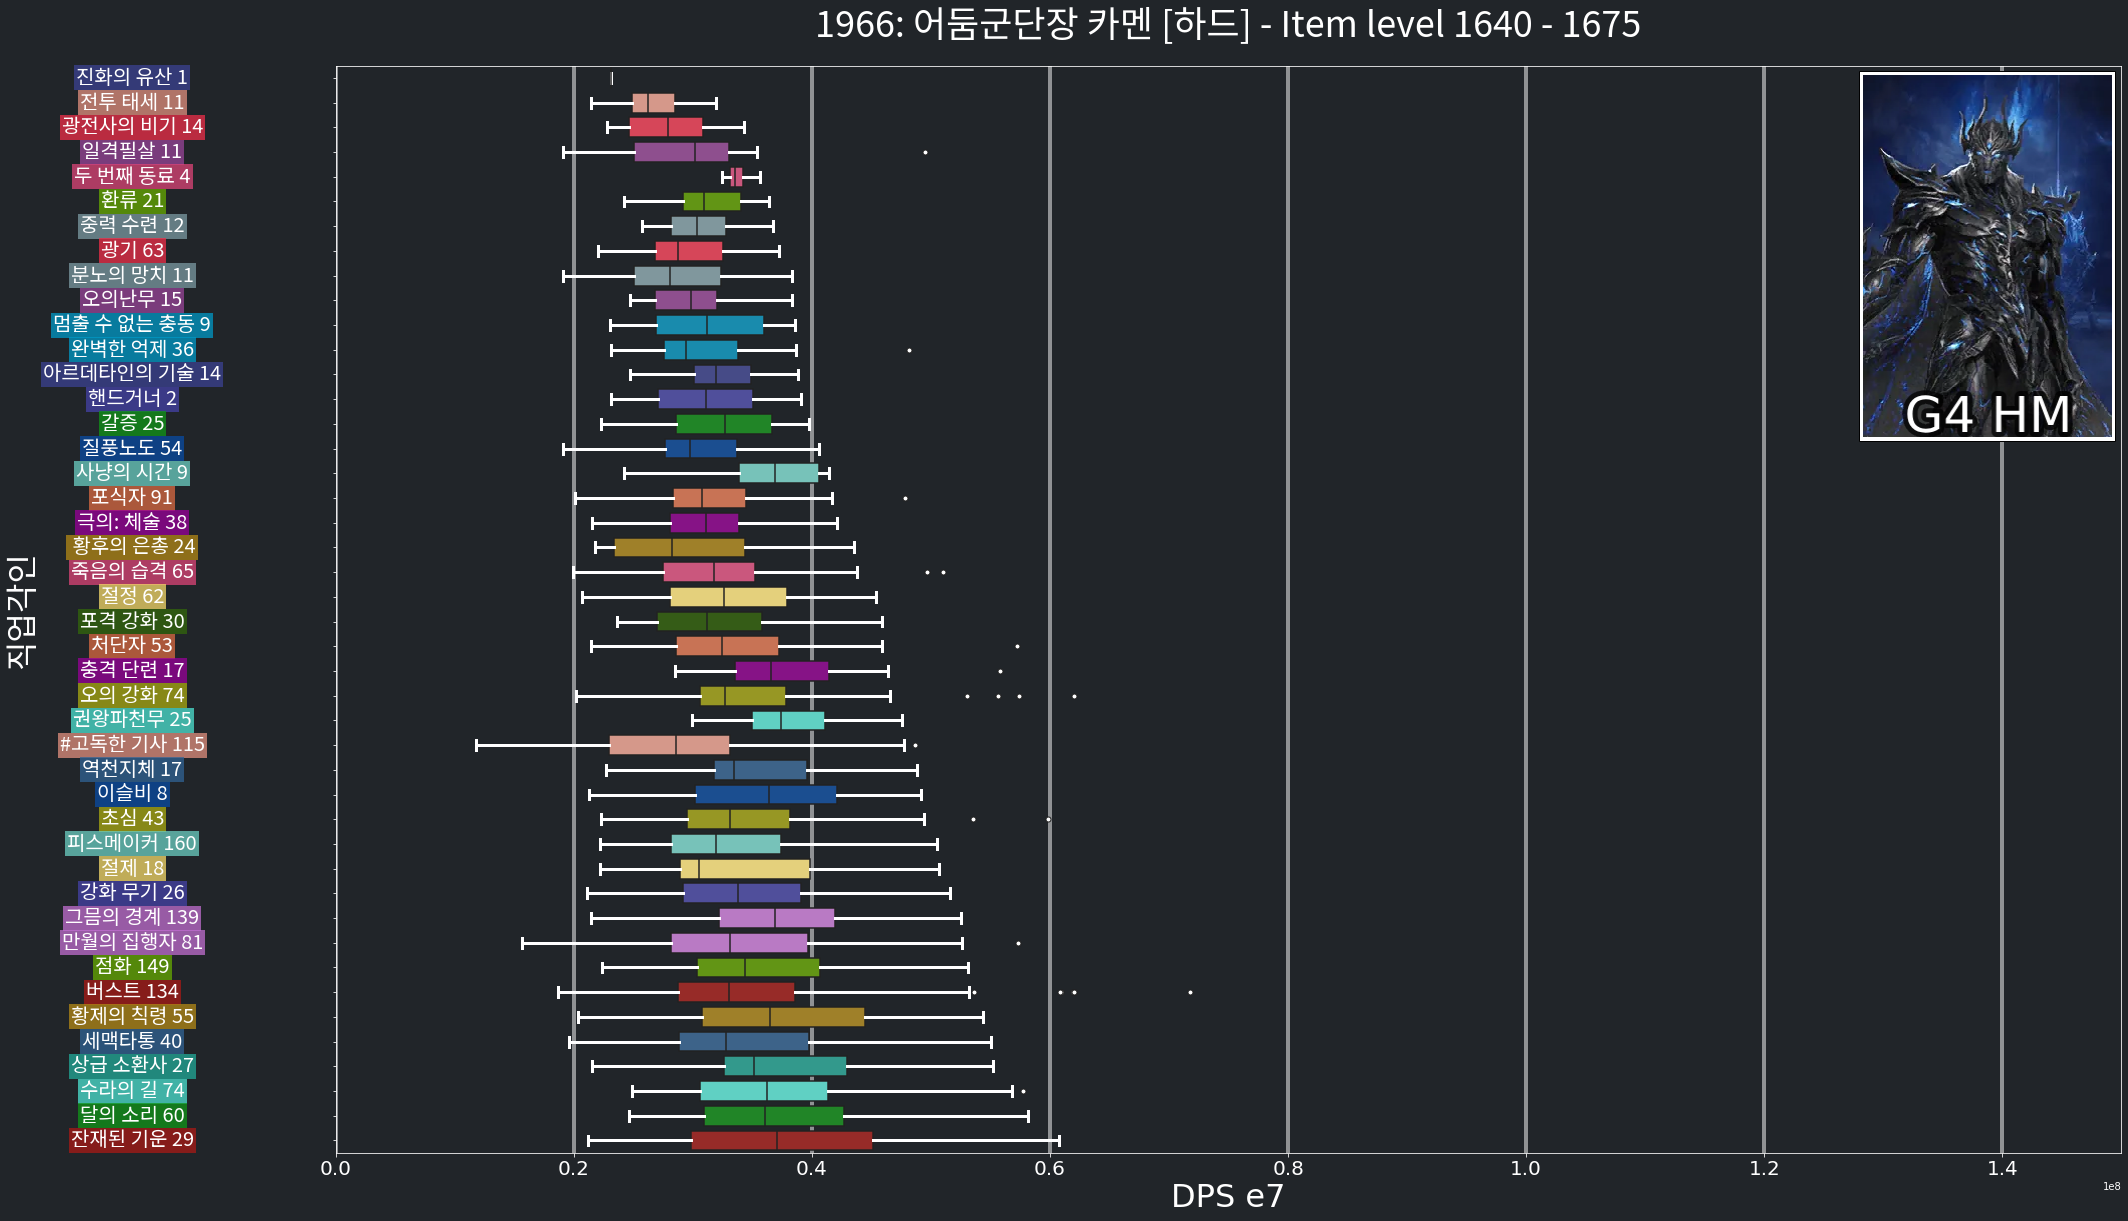 1966: 어둠군단장 카멘 [하드] - Item level 1640 - 1675
직업각인
진화의 유산 1
전투 태세 11
광전사의 비기 14
일격필살 11
두 번째 동료 4
환류 21
중력 수련 12
광기 63
분노의 망치 11
오의난무 15
멈출 수 없는 충동 9
완벽한 억제 36
아르데타인의 기술 14
핸드거너 2
갈증 25
질풍노도 54
사냥의 시간 9
포식자 91
극의: 체술 38
황후의 은총 24
죽음의 습격 65
절정 62
포격 강화 30
처단자 53
충격 단련 17
오의 강화 74
권왕파천무 25
#고독한 기사 115
역천지체 17
이슬비 8
초심 43
피스메이커 160
절제 18
강화 무기 26
그믐의 경계 139
만월의 집행자 81
점화 149
버스트 134
황제의 칙령 55
세맥타통 40
상급 소환사 27
수라의 길 74
달의 소리 60
잔재된 기운 29
G4 HM
0.0 0.2 0.4 0.6 0.8 1.0 1.2 1.4
1e8
DPS e7